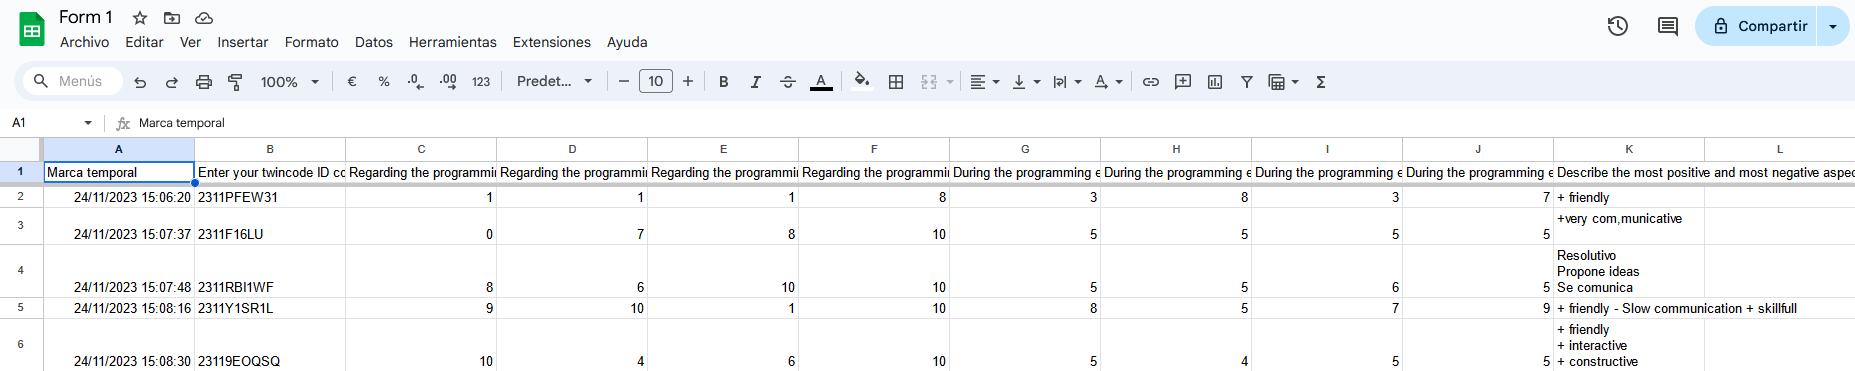 Form 1
Archivo Editar Ver Insertar Formato Datos Herramientas Extensiones Ayuda
Compartir
Menús 100% € % .0 .00 123 Predet... − 10 + B I S A Σ
A1 fx Marca temporal
A B C D E F G H I J K L
1 Marca temporal Enter your twincode ID co Regarding the programmi Regarding the programmi Regarding the programmi Regarding the programmi During the programming e During the programming e During the programming e During the programming e Describe the most positive and most negative aspec
2 24/11/2023 15:06:20 2311PFEW31 1 1 1 8 3 8 3 7 + friendly
3 24/11/2023 15:07:37 2311F16LU 0 7 8 10 5 5 5 5 +very com,municative
4 24/11/2023 15:07:48 2311RBI1WF 8 6 10 10 5 5 6 5 Resolutivo
Propone ideas
Se comunica
5 24/11/2023 15:08:16 2311Y1SR1L 9 10 1 10 8 5 7 9 + friendly - Slow communication + skillfull
6 24/11/2023 15:08:30 23119EOQSQ 10 4 6 10 5 4 5 5 + friendly
+ interactive
+ constructive